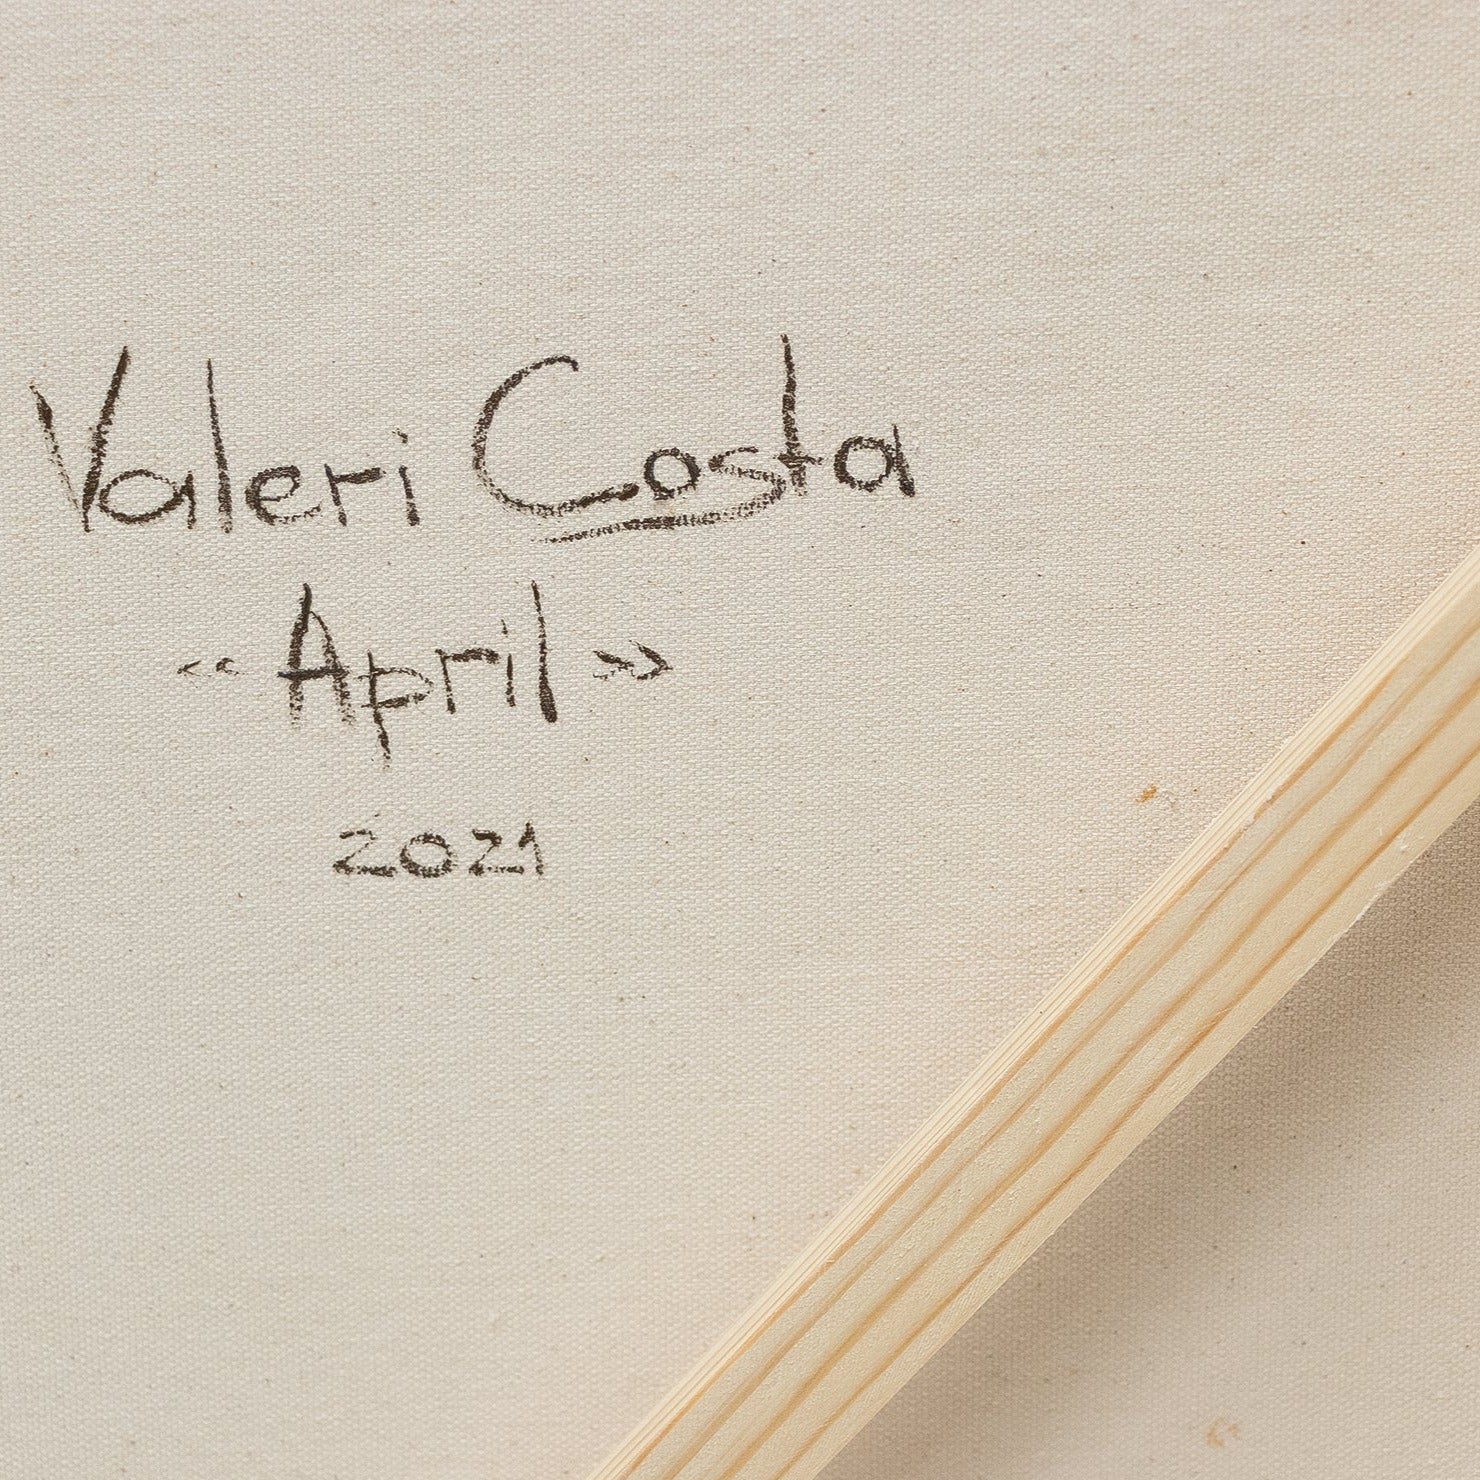 Valeri Costa
« April »
2021